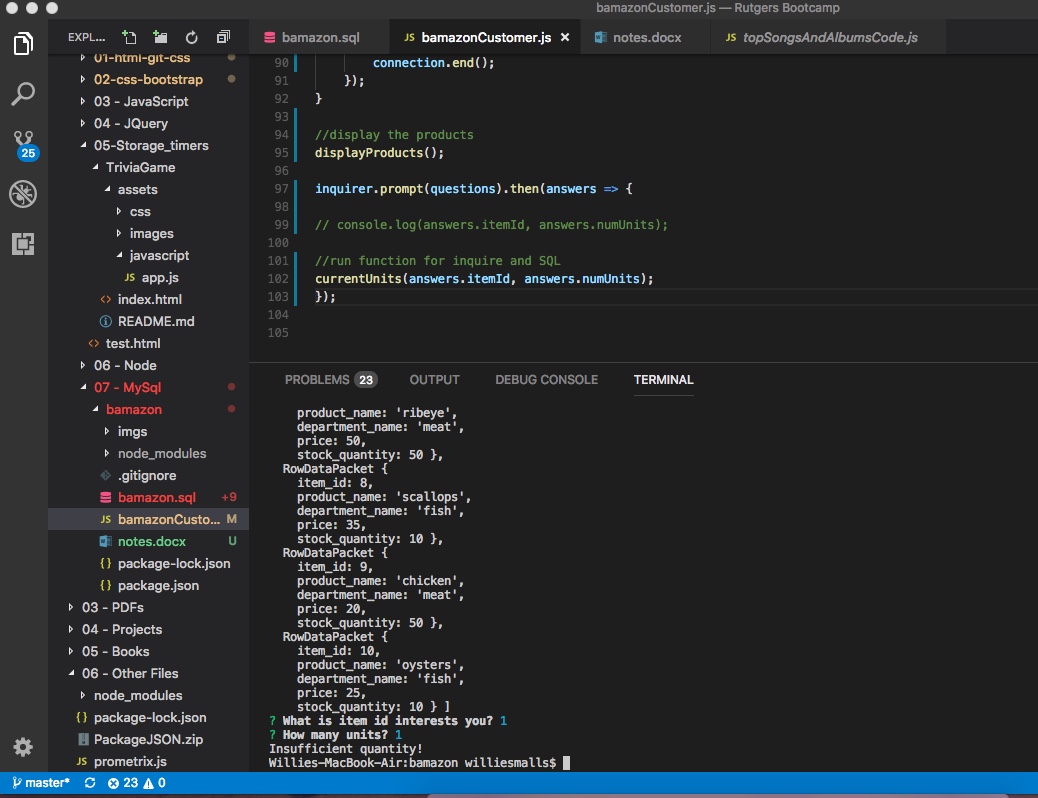 bamazonCustomer.js — Rutgers Bootcamp
EXPL...
bamazon.sql
JS bamazonCustomer.js ×
notes.docx
JS topSongsAndAlbumsCode.js
01-html-git-css
02-css-bootstrap
03 - JavaScript
04 - JQuery
25
05-Storage_timers
TriviaGame
assets
css
images
javascript
JS app.js
<> index.html
README.md
<> test.html
06 - Node
07 - MySql
bamazon
imgs
node_modules
.gitignore
bamazon.sql +9
JS bamazonCusto... M
notes.docx U
{} package-lock.json
{} package.json
03 - PDFs
04 - Projects
05 - Books
06 - Other Files
node_modules
{} package-lock.json
PackageJSON.zip
JS prometrix.js
90 connection.end();
91 });
92 }
93
94 //display the products
95 displayProducts();
96
97 inquirer.prompt(questions).then(answers => {
98
99 // console.log(answers.itemId, answers.numUnits);
100
101 //run function for inquire and SQL
102 currentUnits(answers.itemId, answers.numUnits);
103 });
104
105
PROBLEMS 23 OUTPUT DEBUG CONSOLE TERMINAL
product_name: 'ribeye',
department_name: 'meat',
price: 50,
stock_quantity: 50 },
RowDataPacket {
item_id: 8,
product_name: 'scallops',
department_name: 'fish',
price: 35,
stock_quantity: 10 },
RowDataPacket {
item_id: 9,
product_name: 'chicken',
department_name: 'meat',
price: 20,
stock_quantity: 50 },
RowDataPacket {
item_id: 10,
product_name: 'oysters',
department_name: 'fish',
price: 25,
stock_quantity: 10 } ]
? What is item id interests you? 1
? How many units? 1
Insufficient quantity!
Willies-MacBook-Air:bamazon williesmalls$
master* 23 0